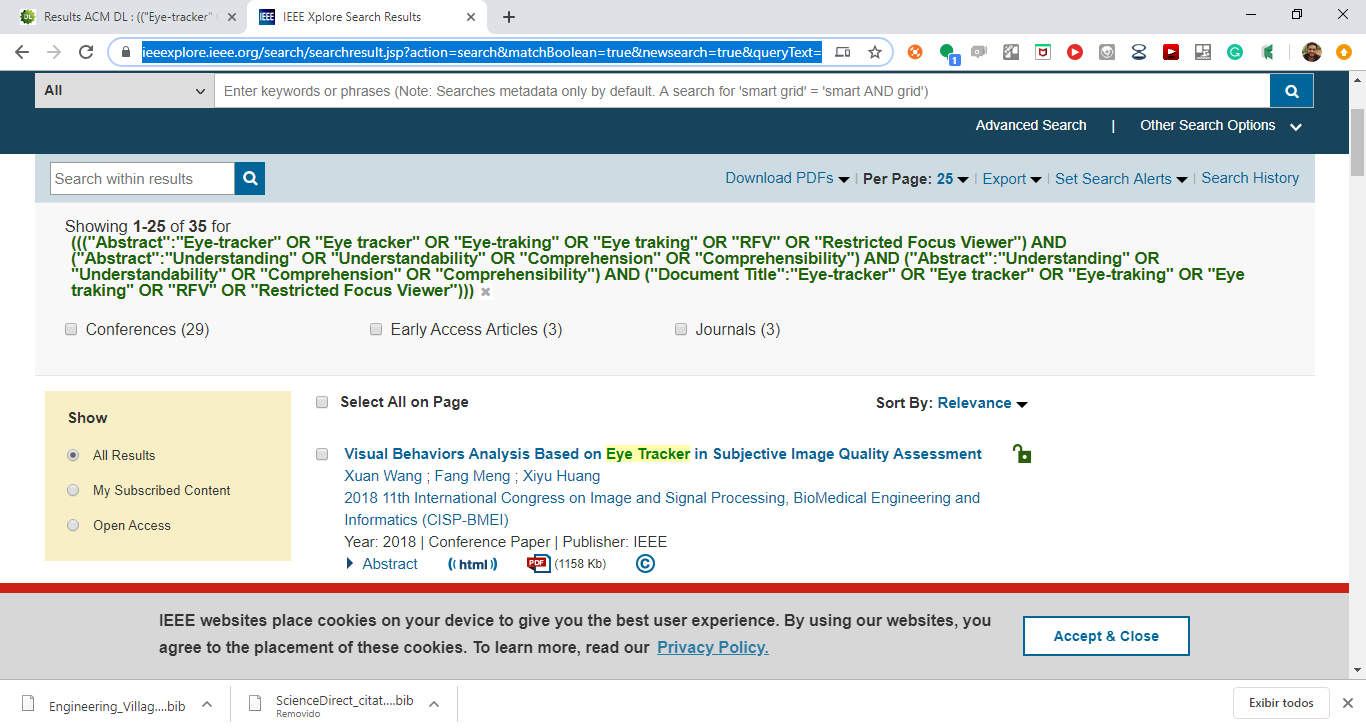 Results ACM DL : (("Eye-tracker"
IEEE Xplore Search Results
ieeexplore.ieee.org/search/searchresult.jsp?action=search&matchBoolean=true&newsearch=true&queryText=
1
All
Enter keywords or phrases (Note: Searches metadata only by default. A search for 'smart grid' = 'smart AND grid')
Advanced Search | Other Search Options
Search within results
Download PDFs | Per Page: 25 | Export | Set Search Alerts | Search History
Showing 1-25 of 35 for
((("Abstract":"Eye-tracker" OR "Eye tracker" OR "Eye-traking" OR "Eye traking" OR "RFV" OR "Restricted Focus Viewer") AND
("Abstract":"Understanding" OR "Understandability" OR "Comprehension" OR "Comprehensibility") AND ("Abstract":"Understanding" OR
"Understandability" OR "Comprehension" OR "Comprehensibility") AND ("Document Title":"Eye-tracker" OR "Eye tracker" OR "Eye-traking" OR "Eye
traking" OR "RFV" OR "Restricted Focus Viewer")))
Conferences (29)
Early Access Articles (3)
Journals (3)
Show
All Results
My Subscribed Content
Open Access
Select All on Page
Sort By: Relevance
Visual Behaviors Analysis Based on Eye Tracker in Subjective Image Quality Assessment
Xuan Wang ; Fang Meng ; Xiyu Huang
2018 11th International Congress on Image and Signal Processing, BioMedical Engineering and
Informatics (CISP-BMEI)
Year: 2018 | Conference Paper | Publisher: IEEE
Abstract
((html))
PDF (1158 Kb)
©
IEEE websites place cookies on your device to give you the best user experience. By using our websites, you
agree to the placement of these cookies. To learn more, read our Privacy Policy.
Accept & Close
Engineering_Villag....bib
ScienceDirect_citat....bib
Removido
Exibir todos